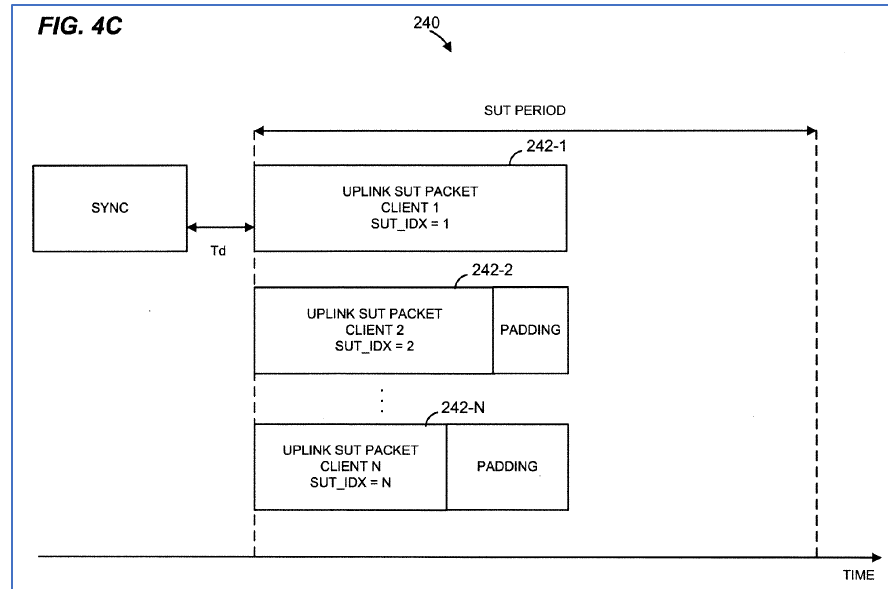 FIG. 4C
240
SUT PERIOD
242-1
SYNC
UPLINK SUT PACKET
CLIENT 1
SUT_IDX = 1
Td
242-2
UPLINK SUT PACKET
CLIENT 2
SUT_IDX = 2
PADDING
242-N
UPLINK SUT PACKET
CLIENT N
SUT_IDX = N
PADDING
TIME